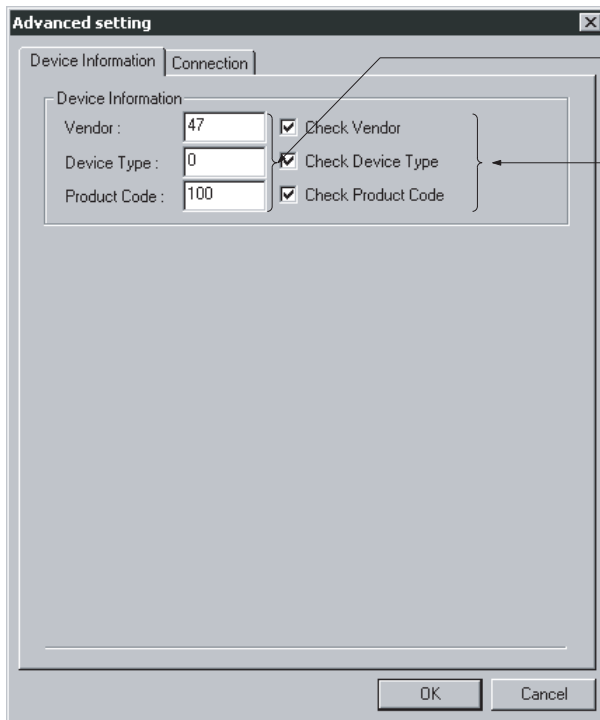 Advanced setting
Device Information Connection
Device Information
Vendor : 47 Check Vendor
Device Type : 0 Check Device Type
Product Code : 100 Check Product Code
OK Cancel